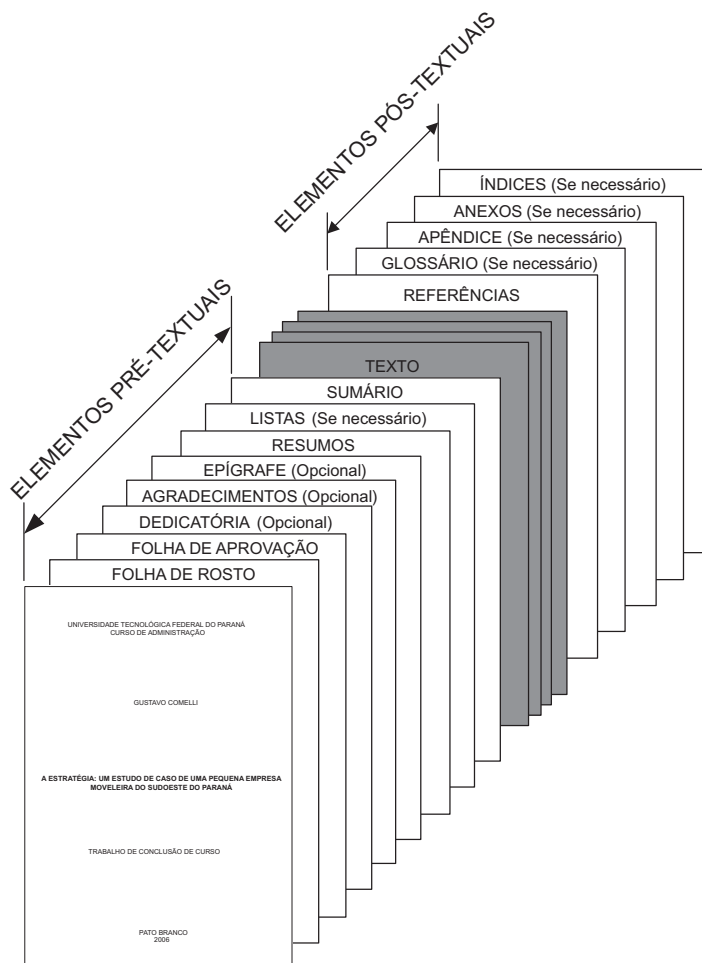 ELEMENTOS PÓS-TEXTUAIS
ÍNDICES (Se necessário)
ANEXOS (Se necessário)
APÊNDICE (Se necessário)
GLOSSÁRIO (Se necessário)
REFERÊNCIAS
ELEMENTOS PRÉ-TEXTUAIS
TEXTO
SUMÁRIO
LISTAS (Se necessário)
RESUMOS
EPÍGRAFE (Opcional)
AGRADECIMENTOS (Opcional)
DEDICATÓRIA (Opcional)
FOLHA DE APROVAÇÃO
FOLHA DE ROSTO
UNIVERSIDADE TECNOLÓGICA FEDERAL DO PARANÁ
CURSO DE ADMINISTRAÇÃO
GUSTAVO COMELLI
A ESTRATÉGIA: UM ESTUDO DE CASO DE UMA PEQUENA EMPRESA
MOVELEIRA DO SUDOESTE DO PARANÁ
TRABALHO DE CONCLUSÃO DE CURSO
PATO BRANCO
2006